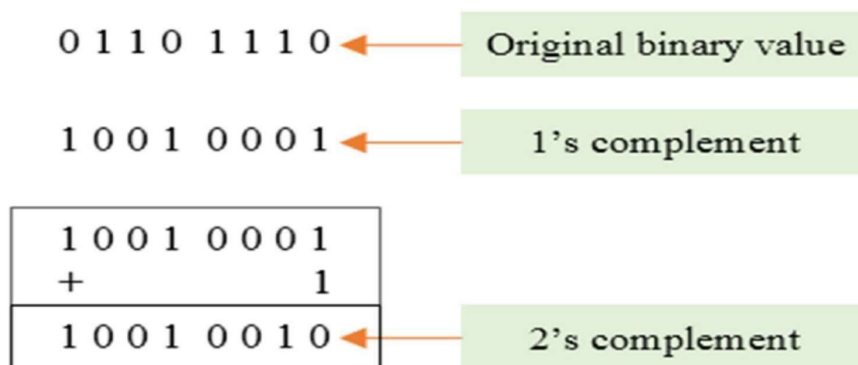 0 1 1 0 1 1 1 0 Original binary value
1 0 0 1 0 0 0 1 1’s complement
1 0 0 1 0 0 0 1
+ 1
1 0 0 1 0 0 1 0 2’s complement